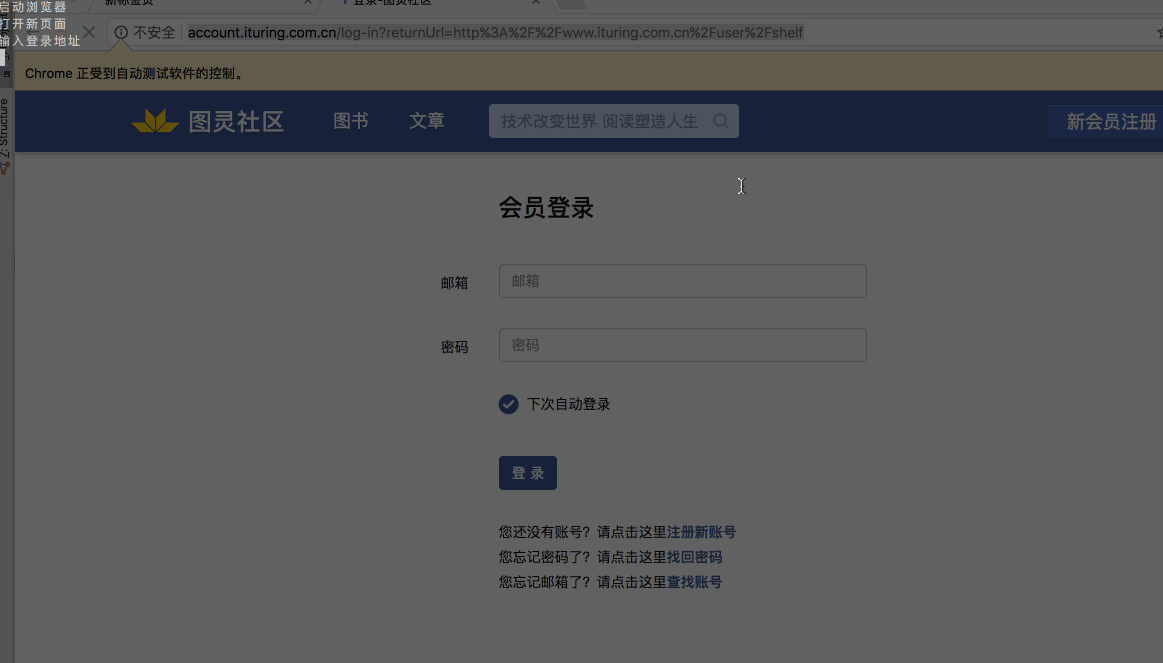 启动浏览器
新标签页
登录-图灵社区
打开新页面
输入登录地址
不安全
account.ituring.com.cn/log-in?returnUrl=http%3A%2F%2Fwww.ituring.com.cn%2Fuser%2Fshelf
Chrome 正受到自动测试软件的控制。
Z: Structure
图灵社区
图书
文章
技术改变世界 阅读塑造人生
新会员注册
会员登录
邮箱
邮箱
密码
密码
下次自动登录
登 录
您还没有账号？请点击这里注册新账号
您忘记密码了？请点击这里找回密码
您忘记邮箱了？请点击这里查找账号